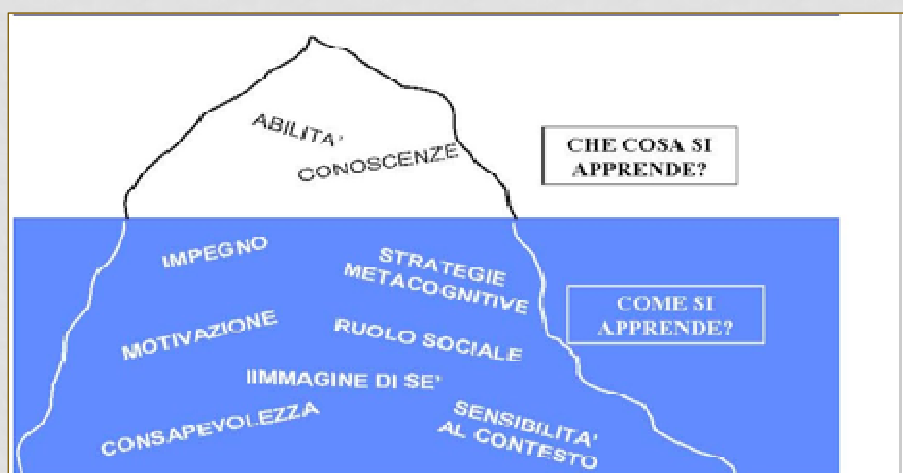 ABILITA'
CONOSCENZE
CHE COSA SI
APPRENDE?
IMPEGNO
STRATEGIE
METACOGNITIVE
COME SI
APPRENDE?
MOTIVAZIONE
RUOLO SOCIALE
IIMMAGINE DI SE'
CONSAPEVOLEZZA
SENSIBILITA'
AL CONTESTO